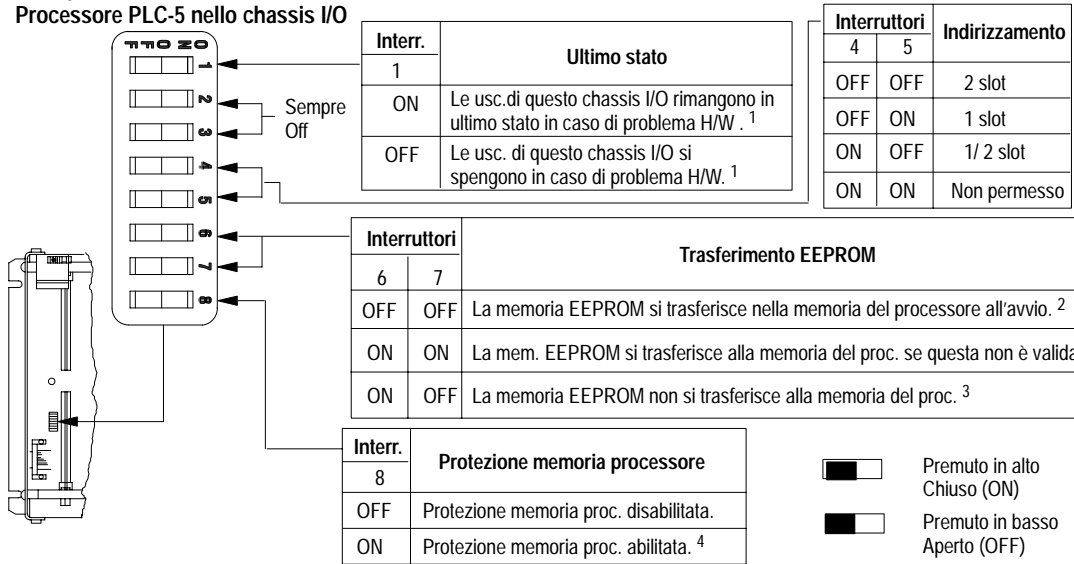 Processore PLC-5 nello chassis I/O
ON OFF
1
2
3
4
5
6
7
8
Sempre
Off
Interr.
1
Ultimo stato
ON
Le usc.di questo chassis I/O rimangono in
ultimo stato in caso di problema H/W . 1
OFF
Le usc. di questo chassis I/O si
spengono in caso di problema H/W. 1
Interruttori
4 5
Indirizzamento
OFF OFF 2 slot
OFF ON 1 slot
ON OFF 1/ 2 slot
ON ON Non permesso
Interruttori
6 7
Trasferimento EEPROM
OFF OFF La memoria EEPROM si trasferisce nella memoria del processore all'avvio. 2
ON ON La mem. EEPROM si trasferisce alla memoria del proc. se questa non è valida
ON OFF La memoria EEPROM non si trasferisce alla memoria del proc. 3
Interr.
8
Protezione memoria processore
OFF Protezione memoria proc. disabilitata.
ON Protezione memoria proc. abilitata. 4
Premuto in alto
Chiuso (ON)
Premuto in basso
Aperto (OFF)